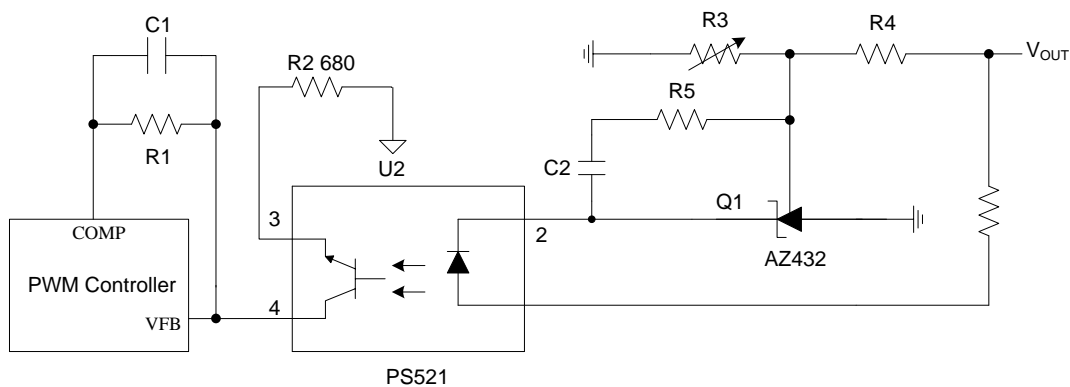 C1
R3
R4
VOUT
R2 680
R5
R1
U2
C2
3
2
Q1
COMP
AZ432
PWM Controller
4
VFB
PS521